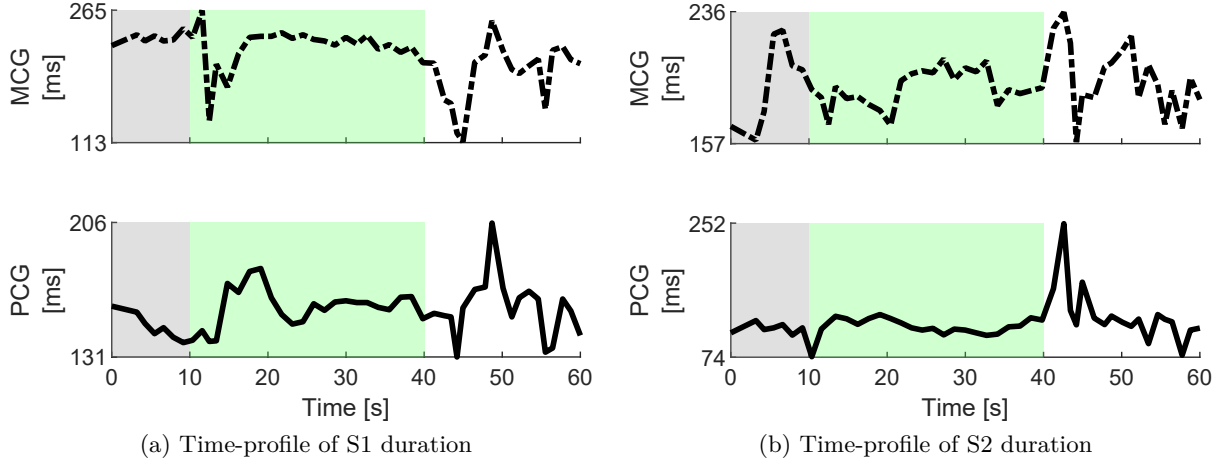 265
MCG
[ms]
113
206
PCG
[ms]
131
0 10 20 30 40 50 60
Time [s]
(a) Time-profile of S1 duration
236
MCG
[ms]
157
252
PCG
[ms]
74
0 10 20 30 40 50 60
Time [s]
(b) Time-profile of S2 duration